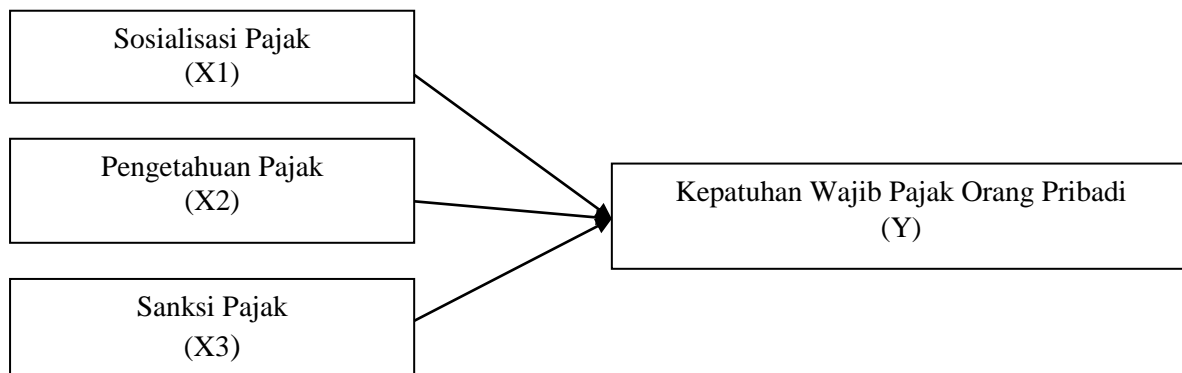 Sosialisasi Pajak
(X1)
Pengetahuan Pajak
(X2)
Sanksi Pajak
(X3)
Kepatuhan Wajib Pajak Orang Pribadi
(Y)